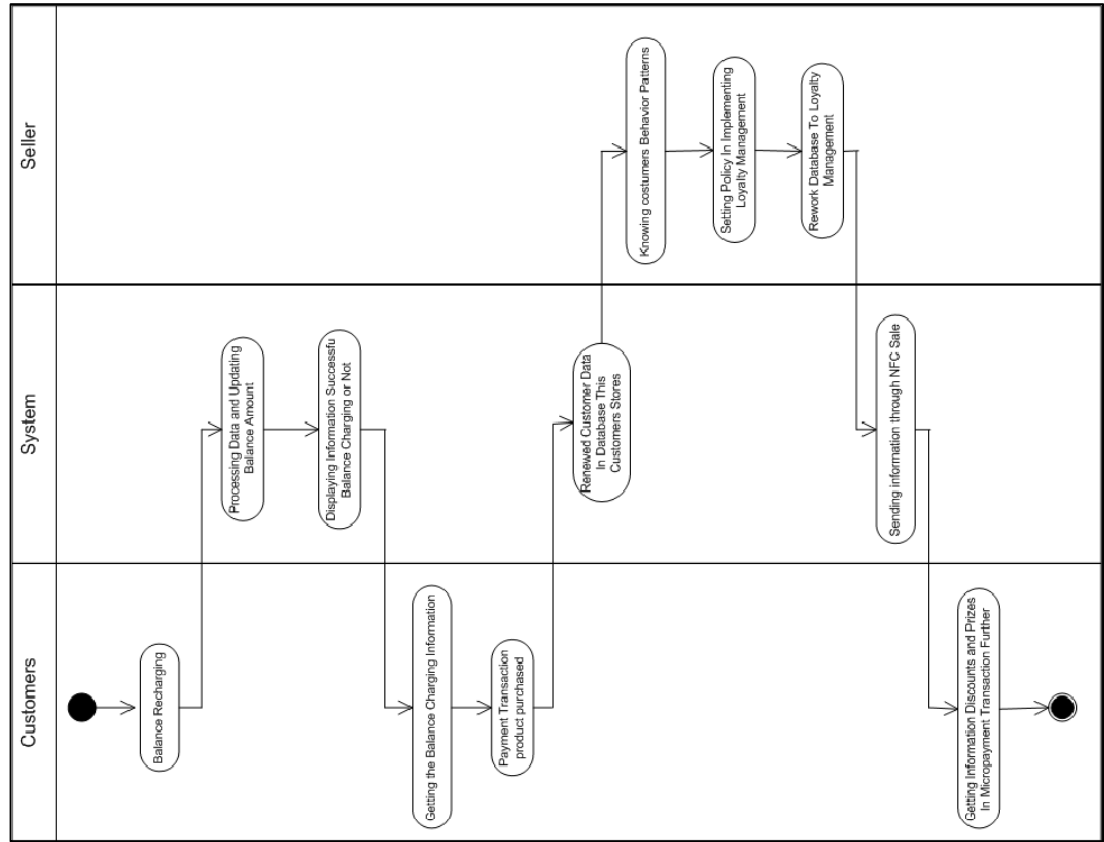 Customers
System
Seller
Balance Recharging
Processing Data and Updating
Balance Amount
Displaying Information Successfu
Balance Charging or Not
Getting the Balance Charging Information
Payment Transaction
product purchased
Renewed Customer Data
In Database This
Customers Stores
Knowing costumers Behavior Patterns
Setting Policy In Implementing
Loyalty Management
Rework Database To Loyalty
Management
Sending information through NFC Sale
Getting Information Discounts and Prizes
In Micropayment Transaction Further